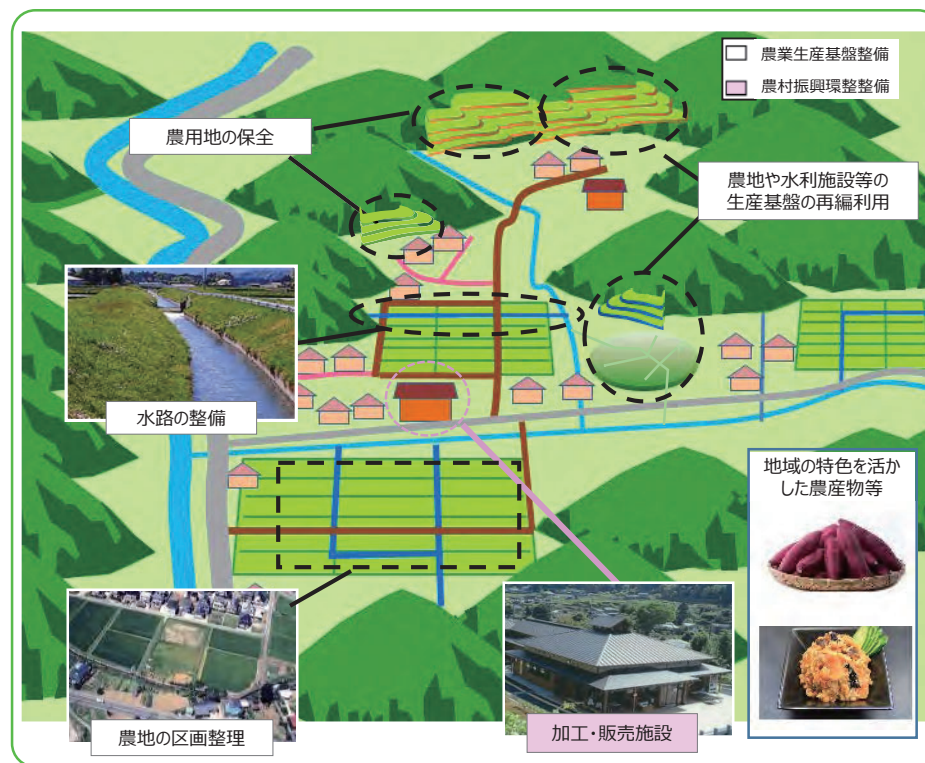 農業生産基盤整備
農村振興環整整備
農用地の保全
農地や水利施設等の
生産基盤の再編利用
水路の整備
地域の特色を活か
した農産物等
農地の区画整理
加工・販売施設